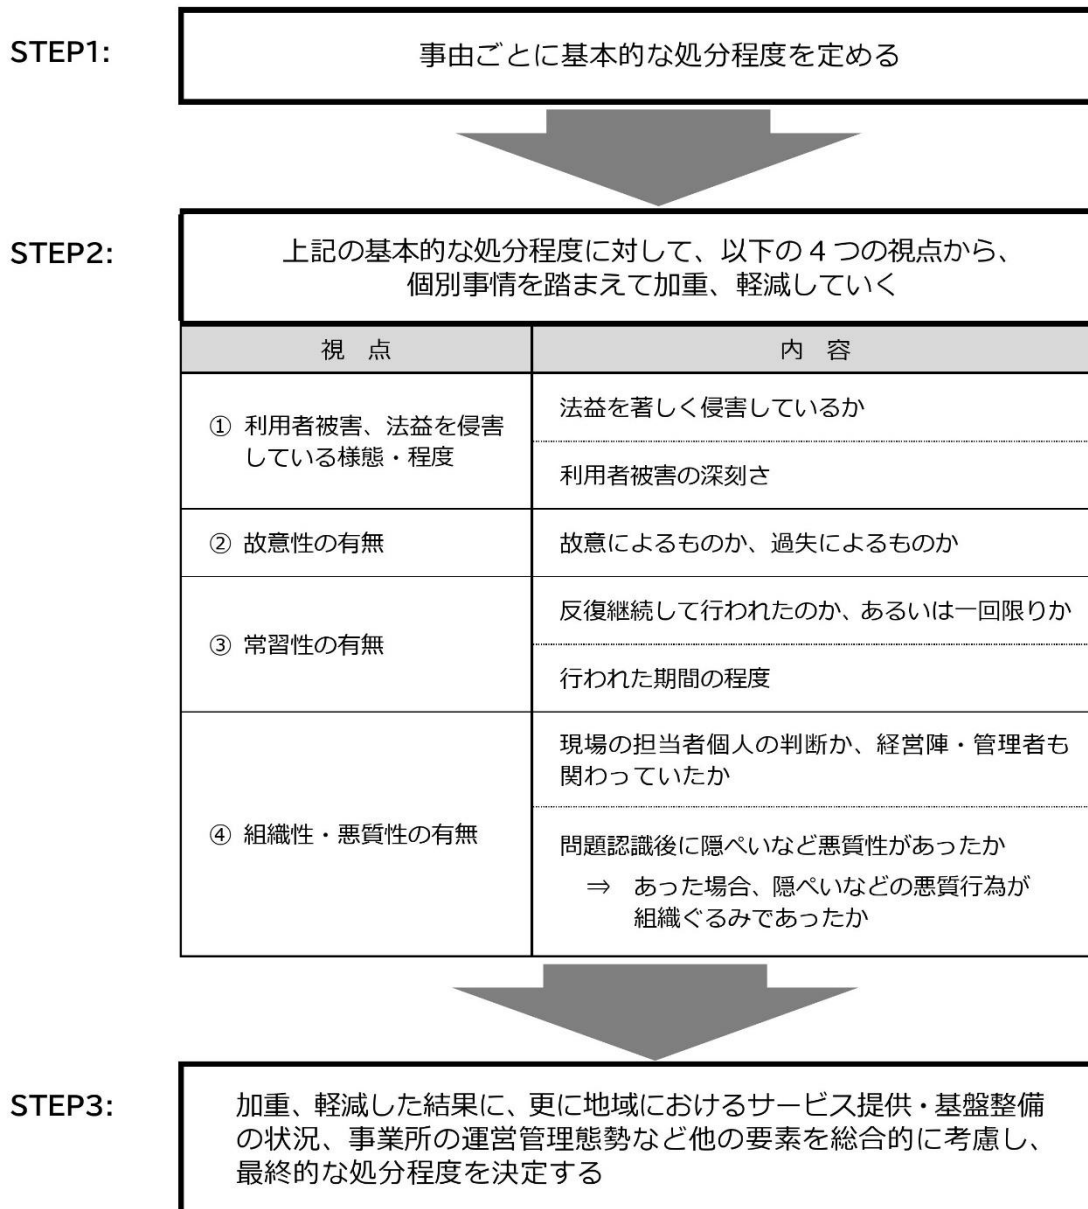 STEP1:
事由ごとに基本的な処分程度を定める
STEP2:
上記の基本的な処分程度に対して、以下の4つの視点から、
個別事情を踏まえて加重、軽減していく
視 点
内 容
① 利用者被害、法益を侵害
している様態・程度
法益を著しく侵害しているか
利用者被害の深刻さ
② 故意性の有無
故意によるものか、過失によるものか
③ 常習性の有無
反復継続して行われたのか、あるいは一回限りか
行われた期間の程度
④ 組織性・悪質性の有無
現場の担当者個人の判断か、経営陣・管理者も
関わっていたか
問題認識後に隠ぺいなど悪質性があったか
⇒ あった場合、隠ぺいなどの悪質行為が
組織ぐるみであったか
STEP3:
加重、軽減した結果に、更に地域におけるサービス提供・基盤整備
の状況、事業所の運営管理態勢など他の要素を総合的に考慮し、
最終的な処分程度を決定する